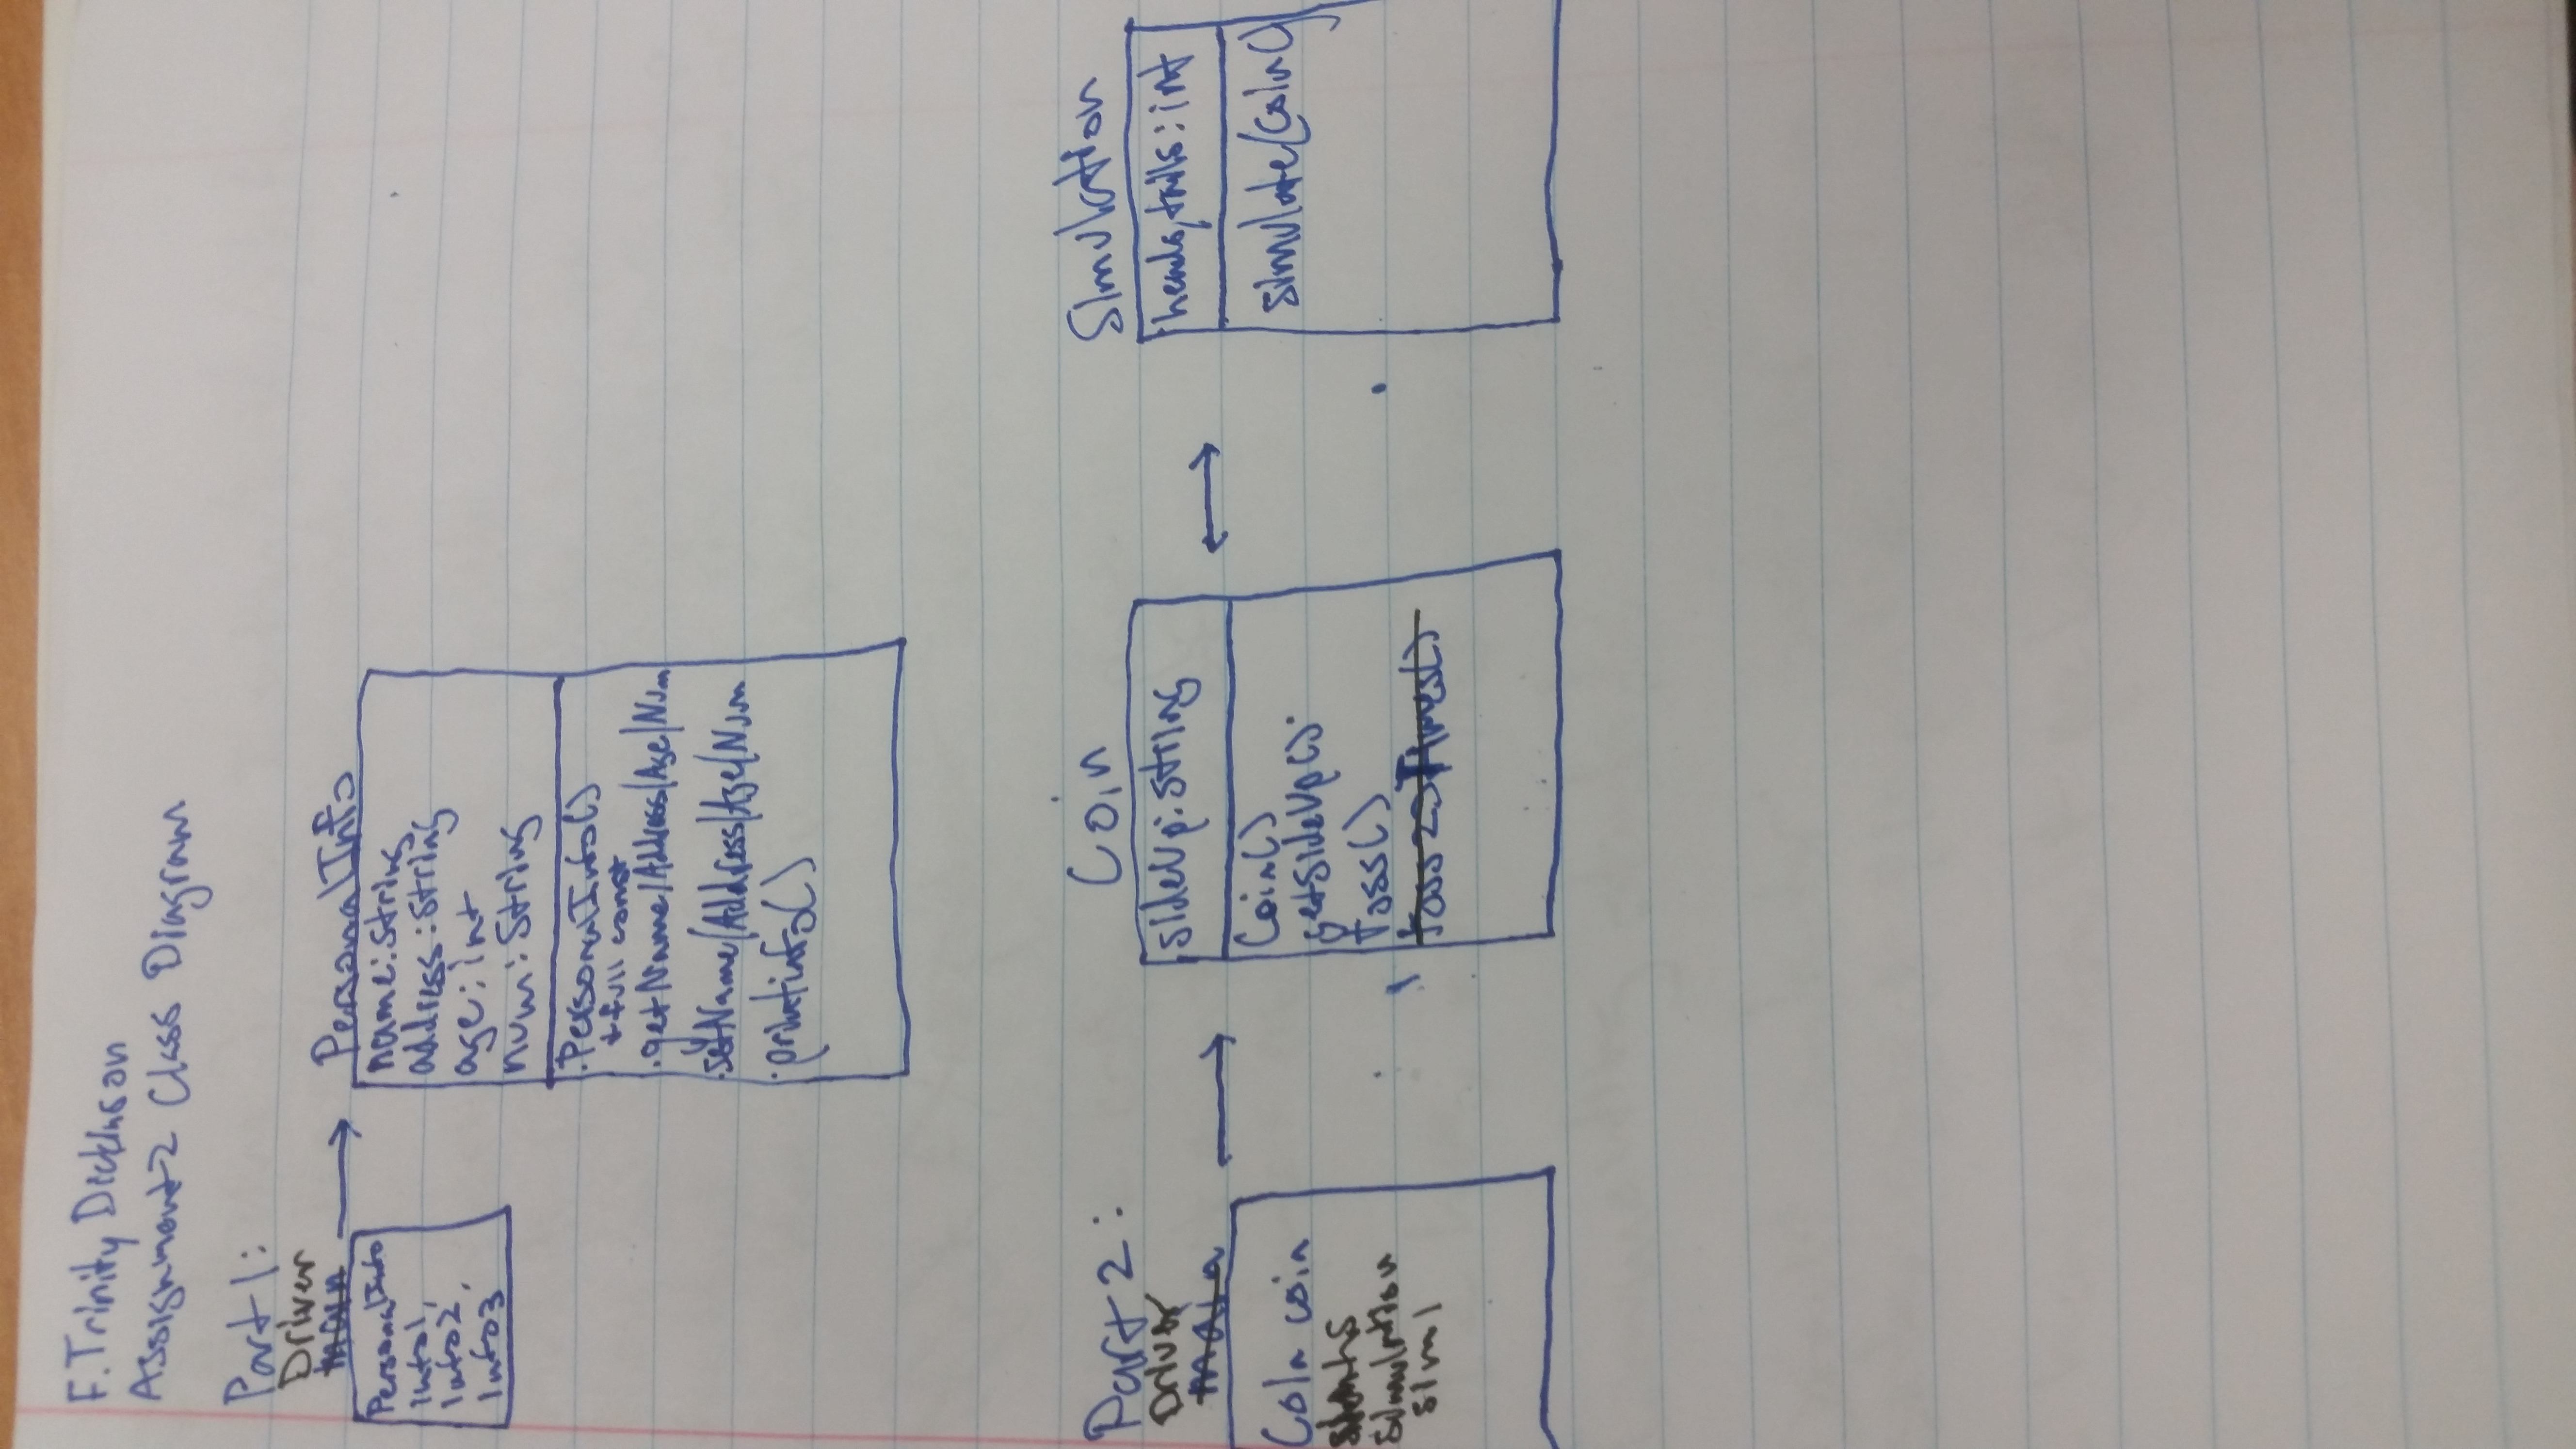 F. Trinity Dickinson
Assignment 2 Class Diagram
Part 1:
Driver
main
PersonalInfo
info1,
info2,
info3
PersonalInfo
name: String
address: String
age: int
num: String
.PersonalInfo()
+ full const
.getName/Address/Age/Num
.setName/Address/Age/Num
.printinfo()
Part 2:
Driver
main
Coin coin
simulation
sim1
Coin
sideUp: String
Coin()
getSideUp()
toss()
toss20Times()
Simulation
heads, tails: int
simulate(Coin C)